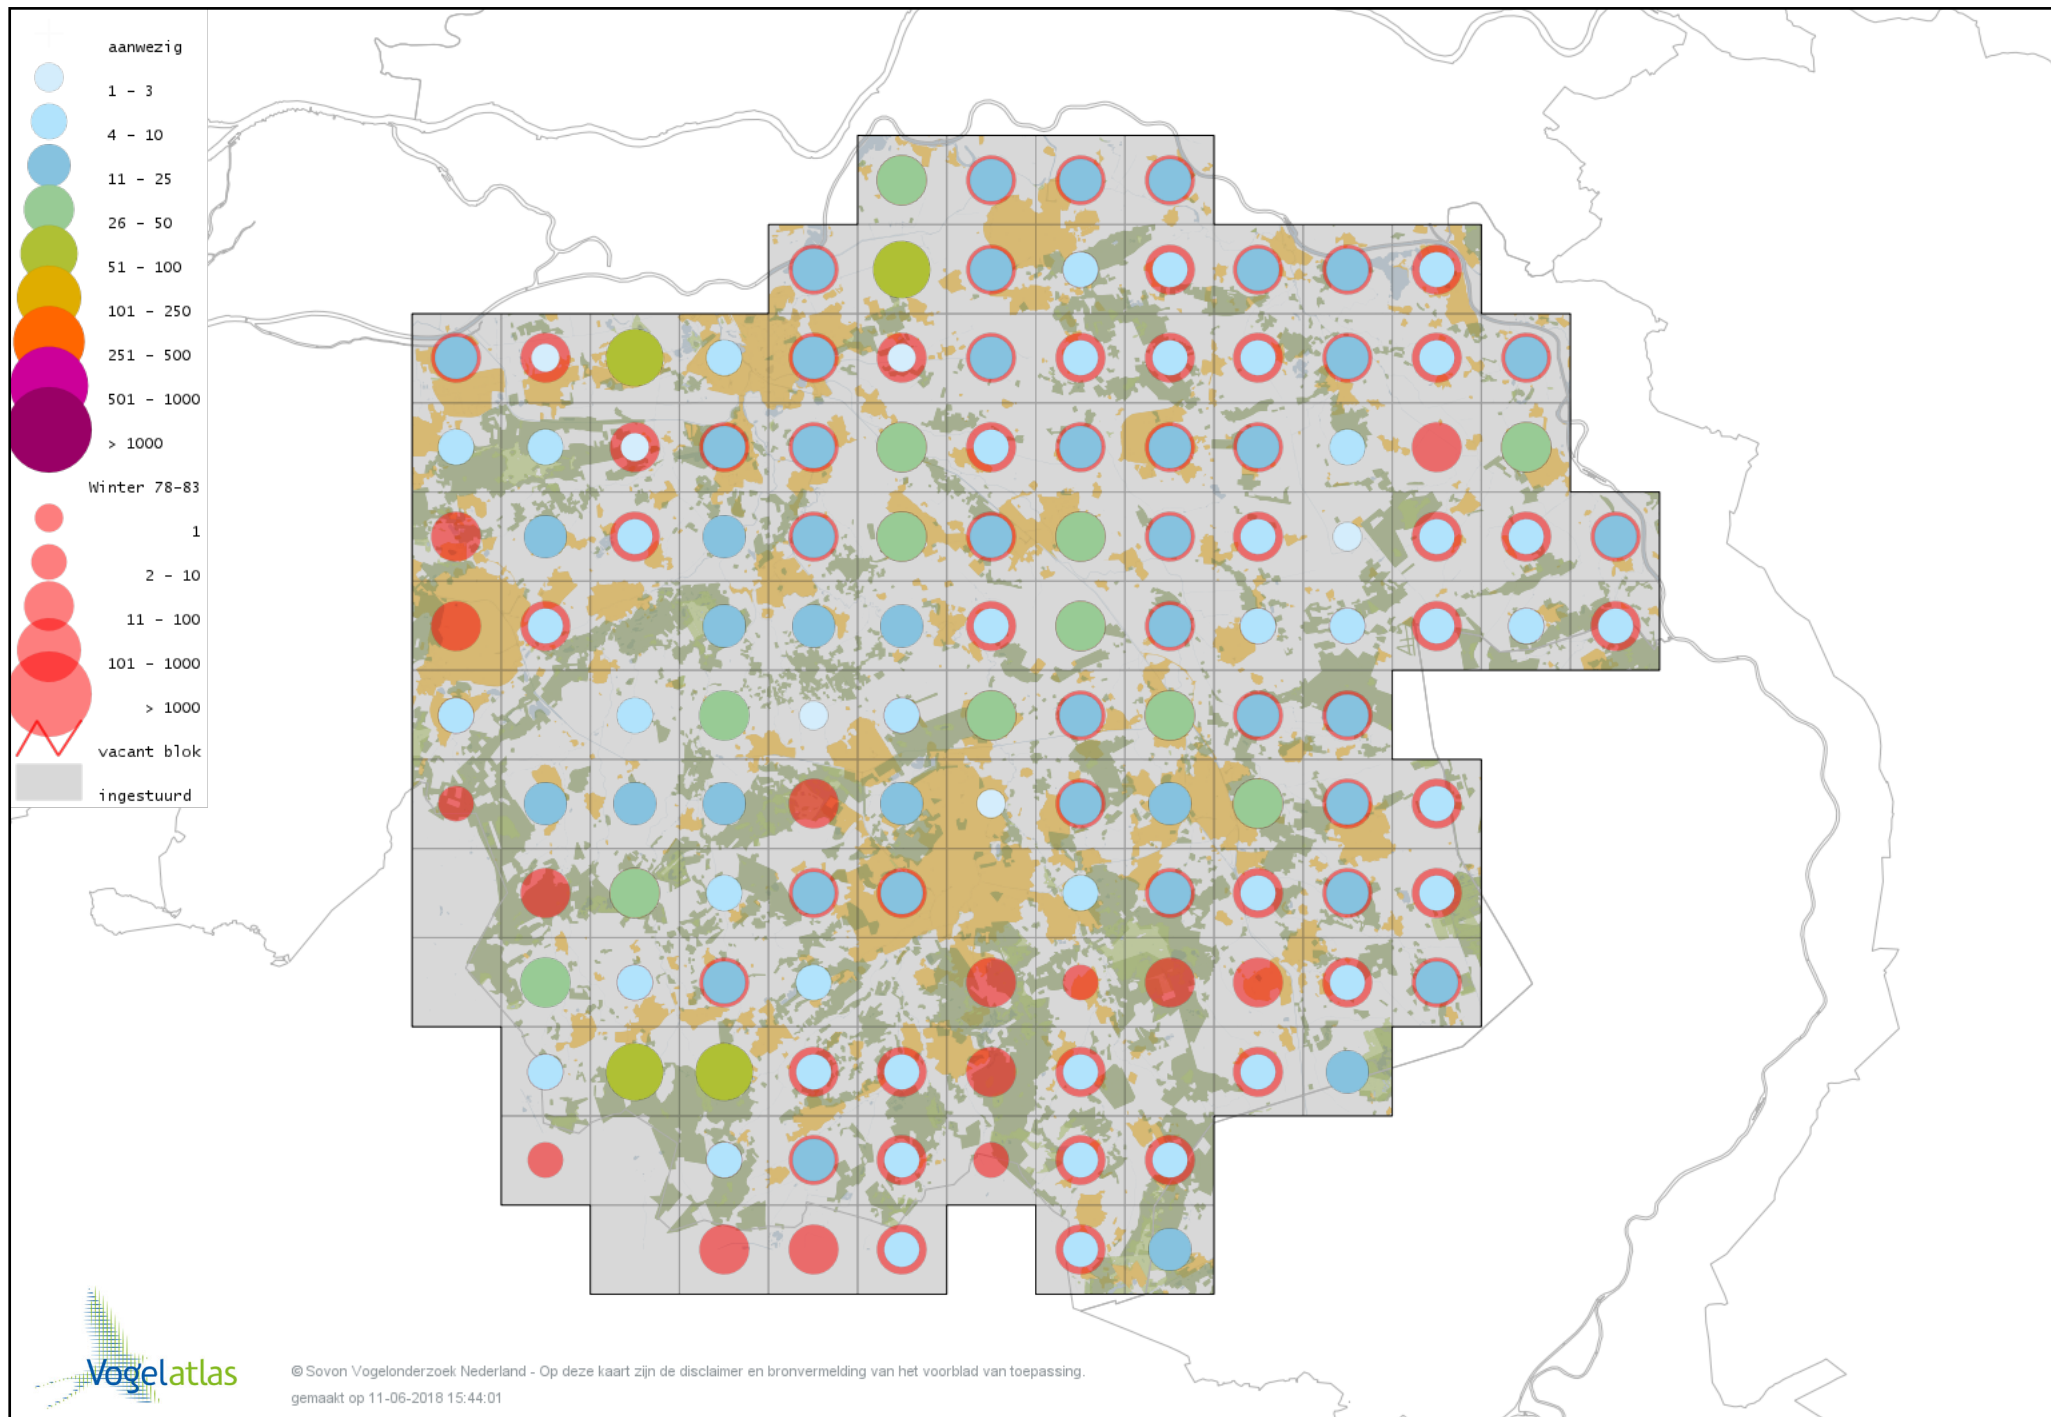 aanwezig
1 - 3
4 - 10
11 - 25
26 - 50
51 - 100
101 - 250
251 - 500
501 - 1000
> 1000
Winter 78-83
1
2 - 10
11 - 100
101 - 1000
> 1000
vacant blok
ingestuurd
Vogelatlas
© Sovon Vogelonderzoek Nederland - Op deze kaart zijn de disclaimer en bronvermelding van het voorblad van toepassing.
gemaakt op 11-06-2018 15:44:01